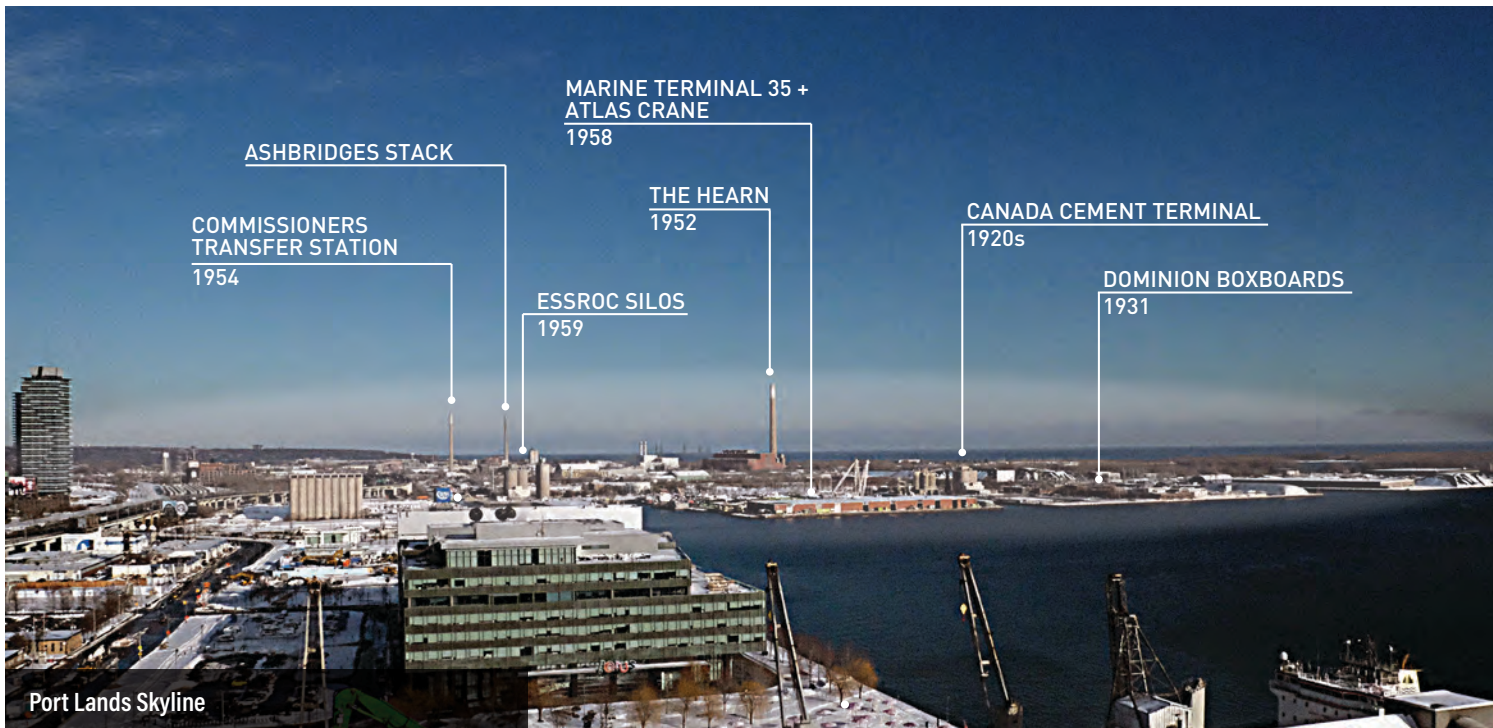 MARINE TERMINAL 35 +
ATLAS CRANE
1958
ASHBRIDGES STACK
THE HEARN
1952
COMMISSIONERS
TRANSFER STATION
1954
CANADA CEMENT TERMINAL
1920s
DOMINION BOXBOARDS
1931
ESSROC SILOS
1959
Port Lands Skyline